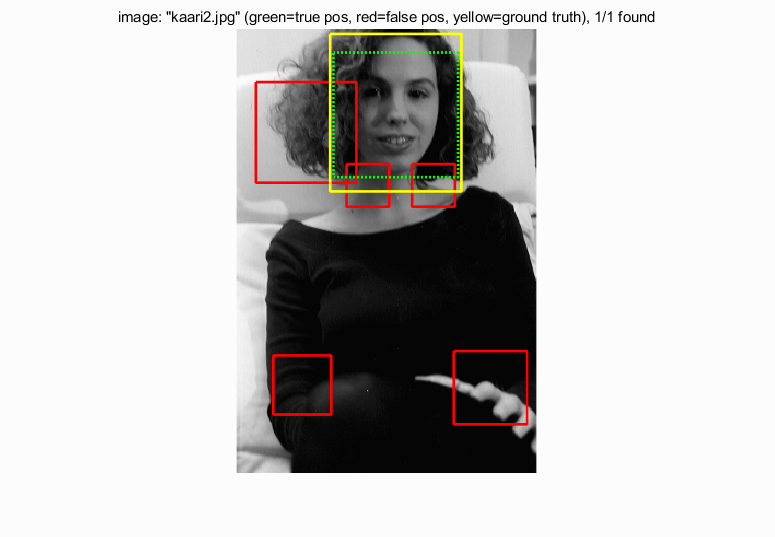 image: "kaari2.jpg" (green=true pos, red=false pos, yellow=ground truth), 1/1 found